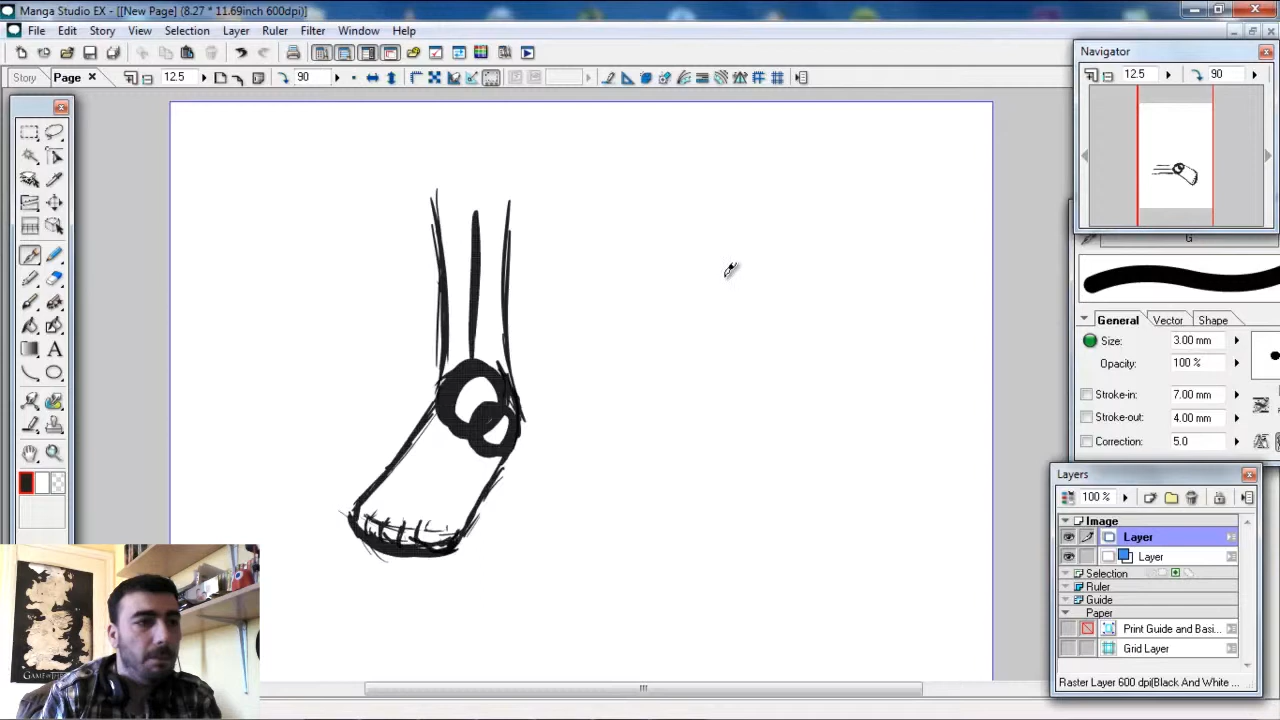 Manga Studio EX - [[New Page] (8.27 * 11.69inch 600dpi)]
File Edit Story View Selection Layer Ruler Filter Window Help
Story Page 12.5 90
Navigator
12.5 90
G
General Vector Shape
Size: 3.00 mm
Opacity: 100 %
Stroke-in: 7.00 mm
Stroke-out: 4.00 mm
Correction: 5.0
Layers
100 %
Image
Layer
Layer
Selection
Ruler
Guide
Paper
Print Guide and Basi...
Grid Layer
Raster Layer 600 dpi(Black And White ...
A
GAME OF THR